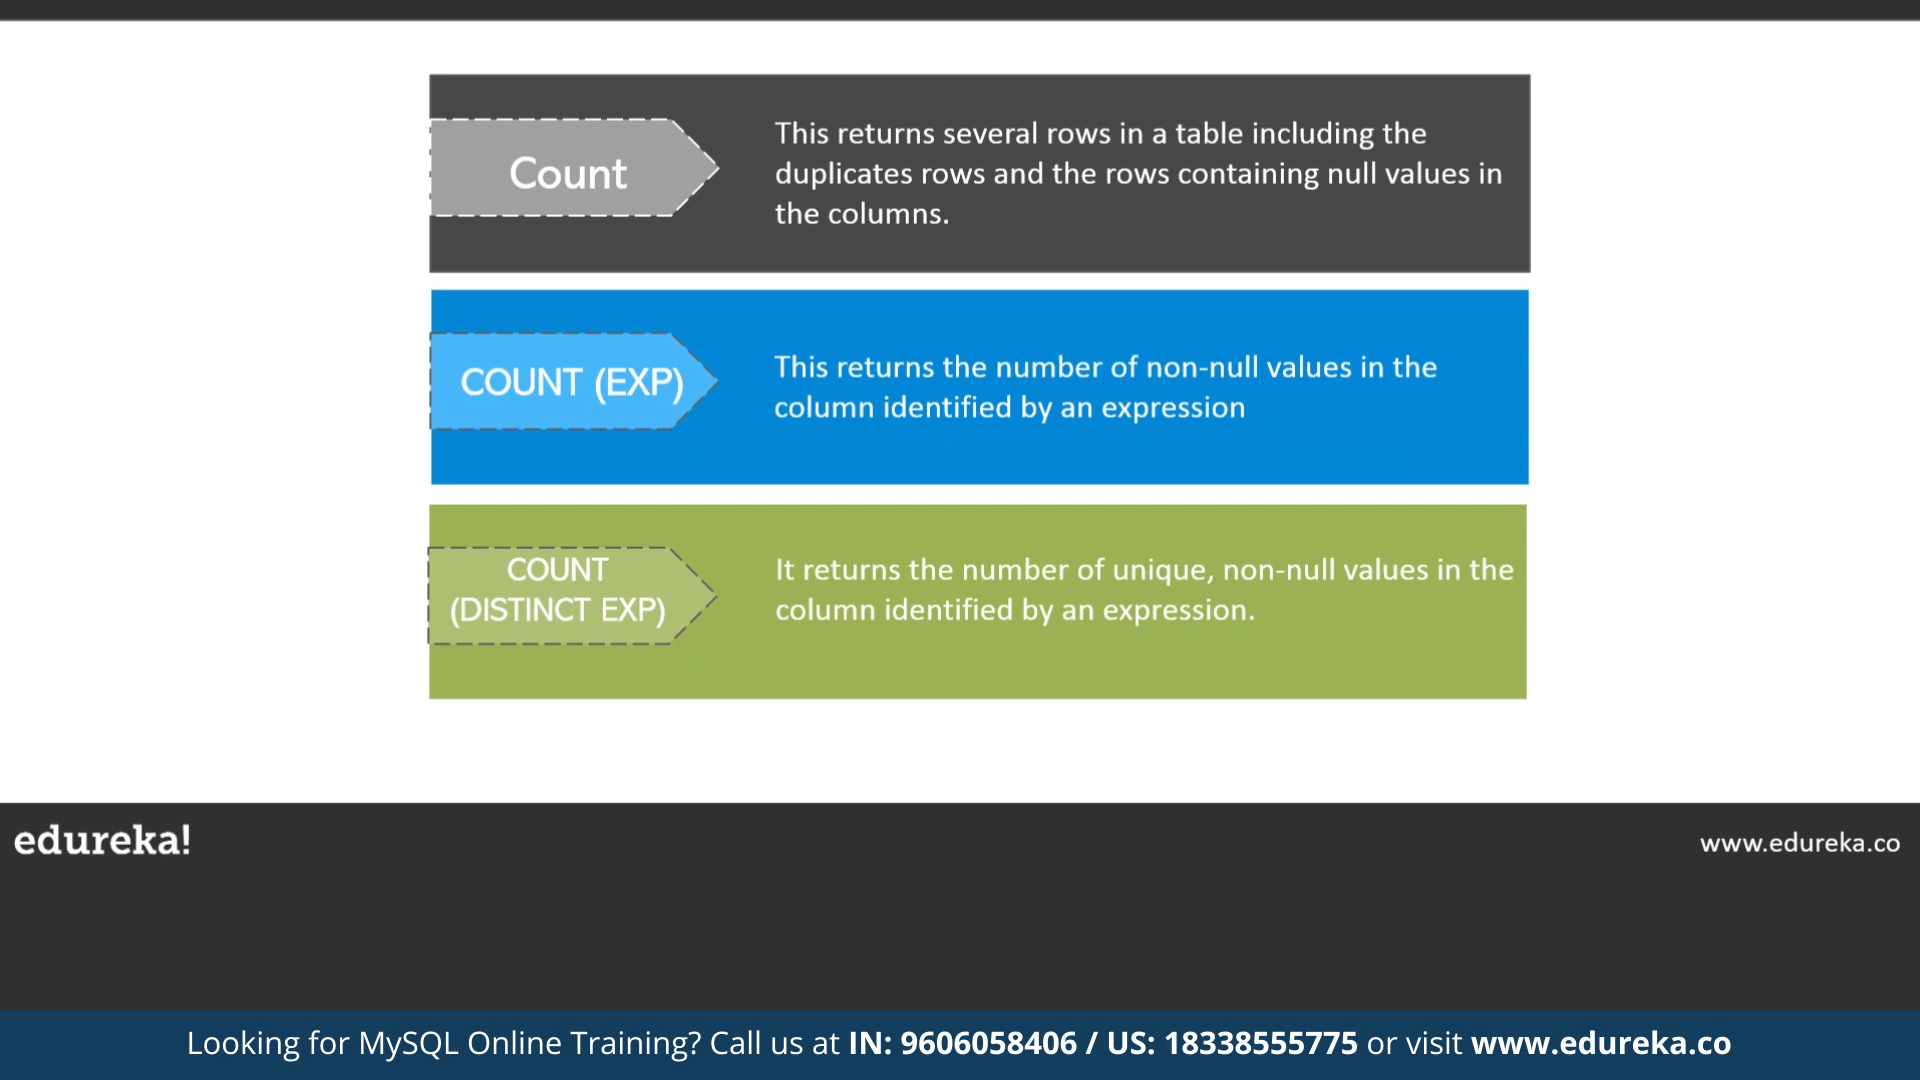 Count
This returns several rows in a table including the
duplicates rows and the rows containing null values in
the columns.
COUNT (EXP)
This returns the number of non-null values in the
column identified by an expression
COUNT
(DISTINCT EXP)
It returns the number of unique, non-null values in the
column identified by an expression.
edureka!
www.edureka.co
Looking for MySQL Online Training? Call us at IN: 9606058406 / US: 18338555775 or visit www.edureka.co